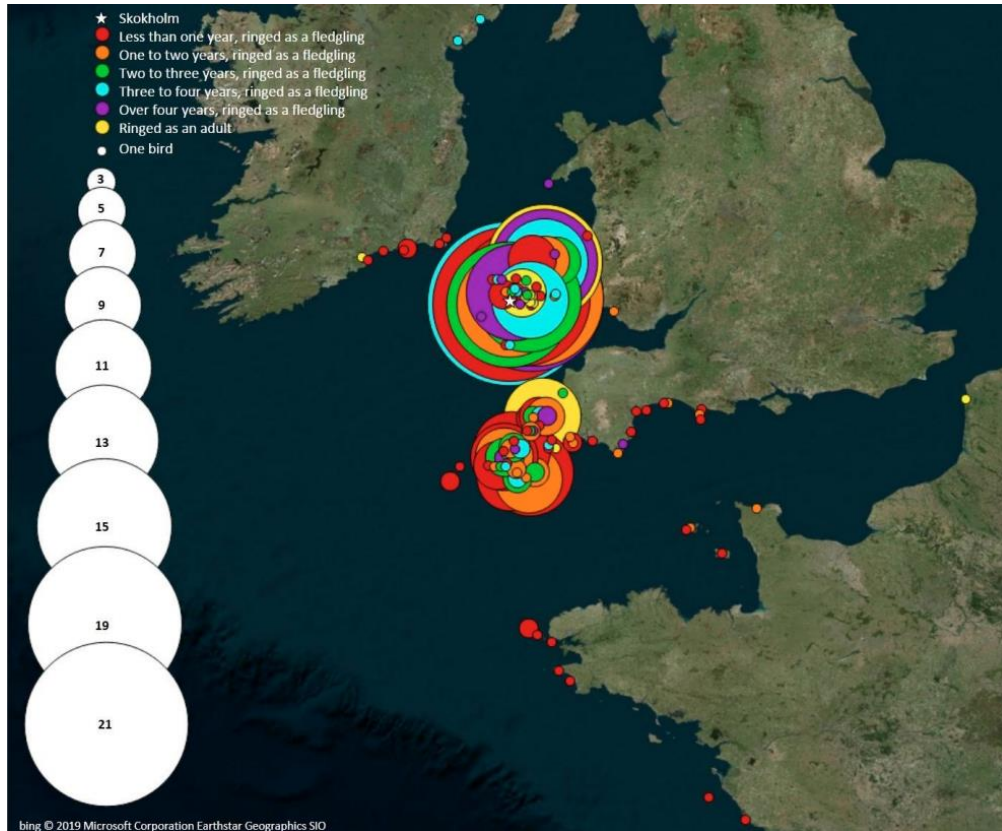 Skokholm
Less than one year, ringed as a fledgling
One to two years, ringed as a fledgling
Two to three years, ringed as a fledgling
Three to four years, ringed as a fledgling
Over four years, ringed as a fledgling
Ringed as an adult
One bird
3
5
7
9
11
13
15
19
21
bing © 2019 Microsoft Corporation Earthstar Geographics SIO